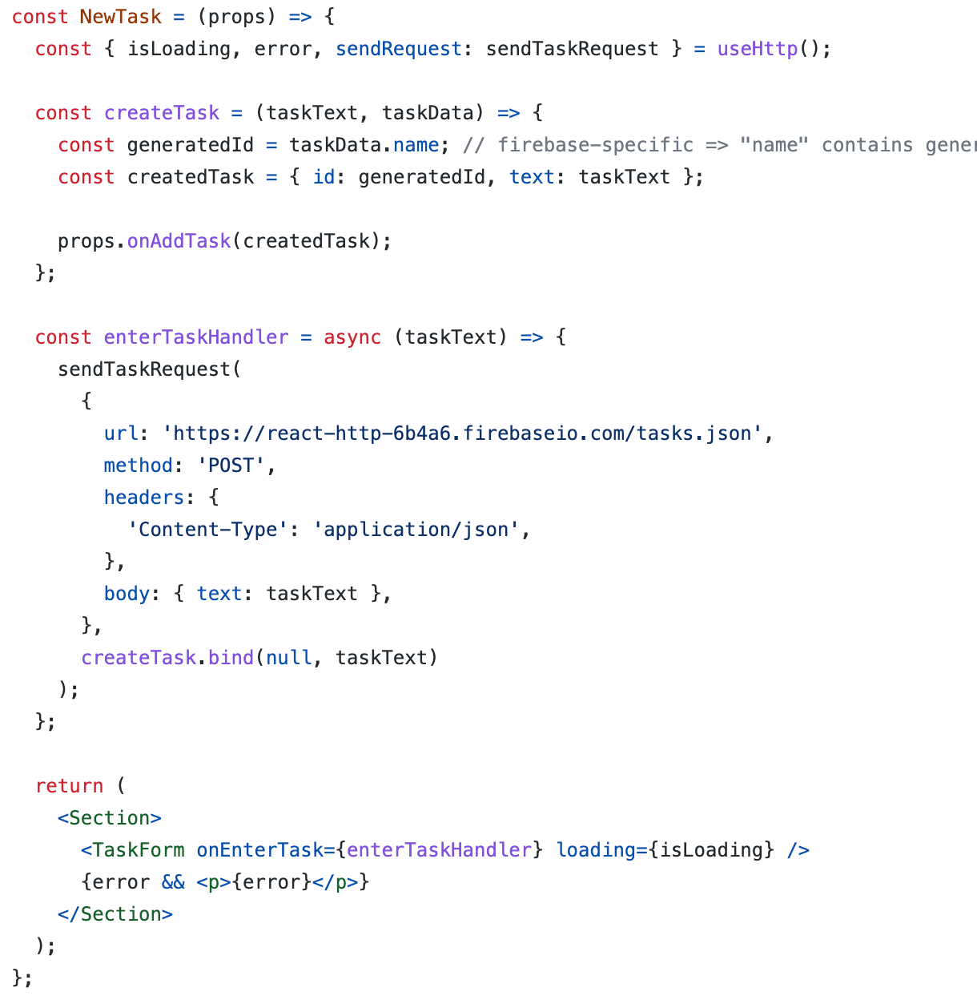 const NewTask = (props) => {
  const { isLoading, error, sendRequest: sendTaskRequest } = useHttp();

  const createTask = (taskText, taskData) => {
    const generatedId = taskData.name; // firebase-specific => "name" contains
    const createdTask = { id: generatedId, text: taskText };

    props.onAddTask(createdTask);
  };

  const enterTaskHandler = async (taskText) => {
    sendTaskRequest(
      {
        url: 'https://react-http-6b4a6.firebaseio.com/tasks.json',
        method: 'POST',
        headers: {
          'Content-Type': 'application/json',
        },
        body: { text: taskText },
      },
      createTask.bind(null, taskText)
    );
  };

  return (
    <Section>
      <TaskForm onEnterTask={enterTaskHandler} loading={isLoading} />
      {error && <p>{error}</p>}
    </Section>
  );
};